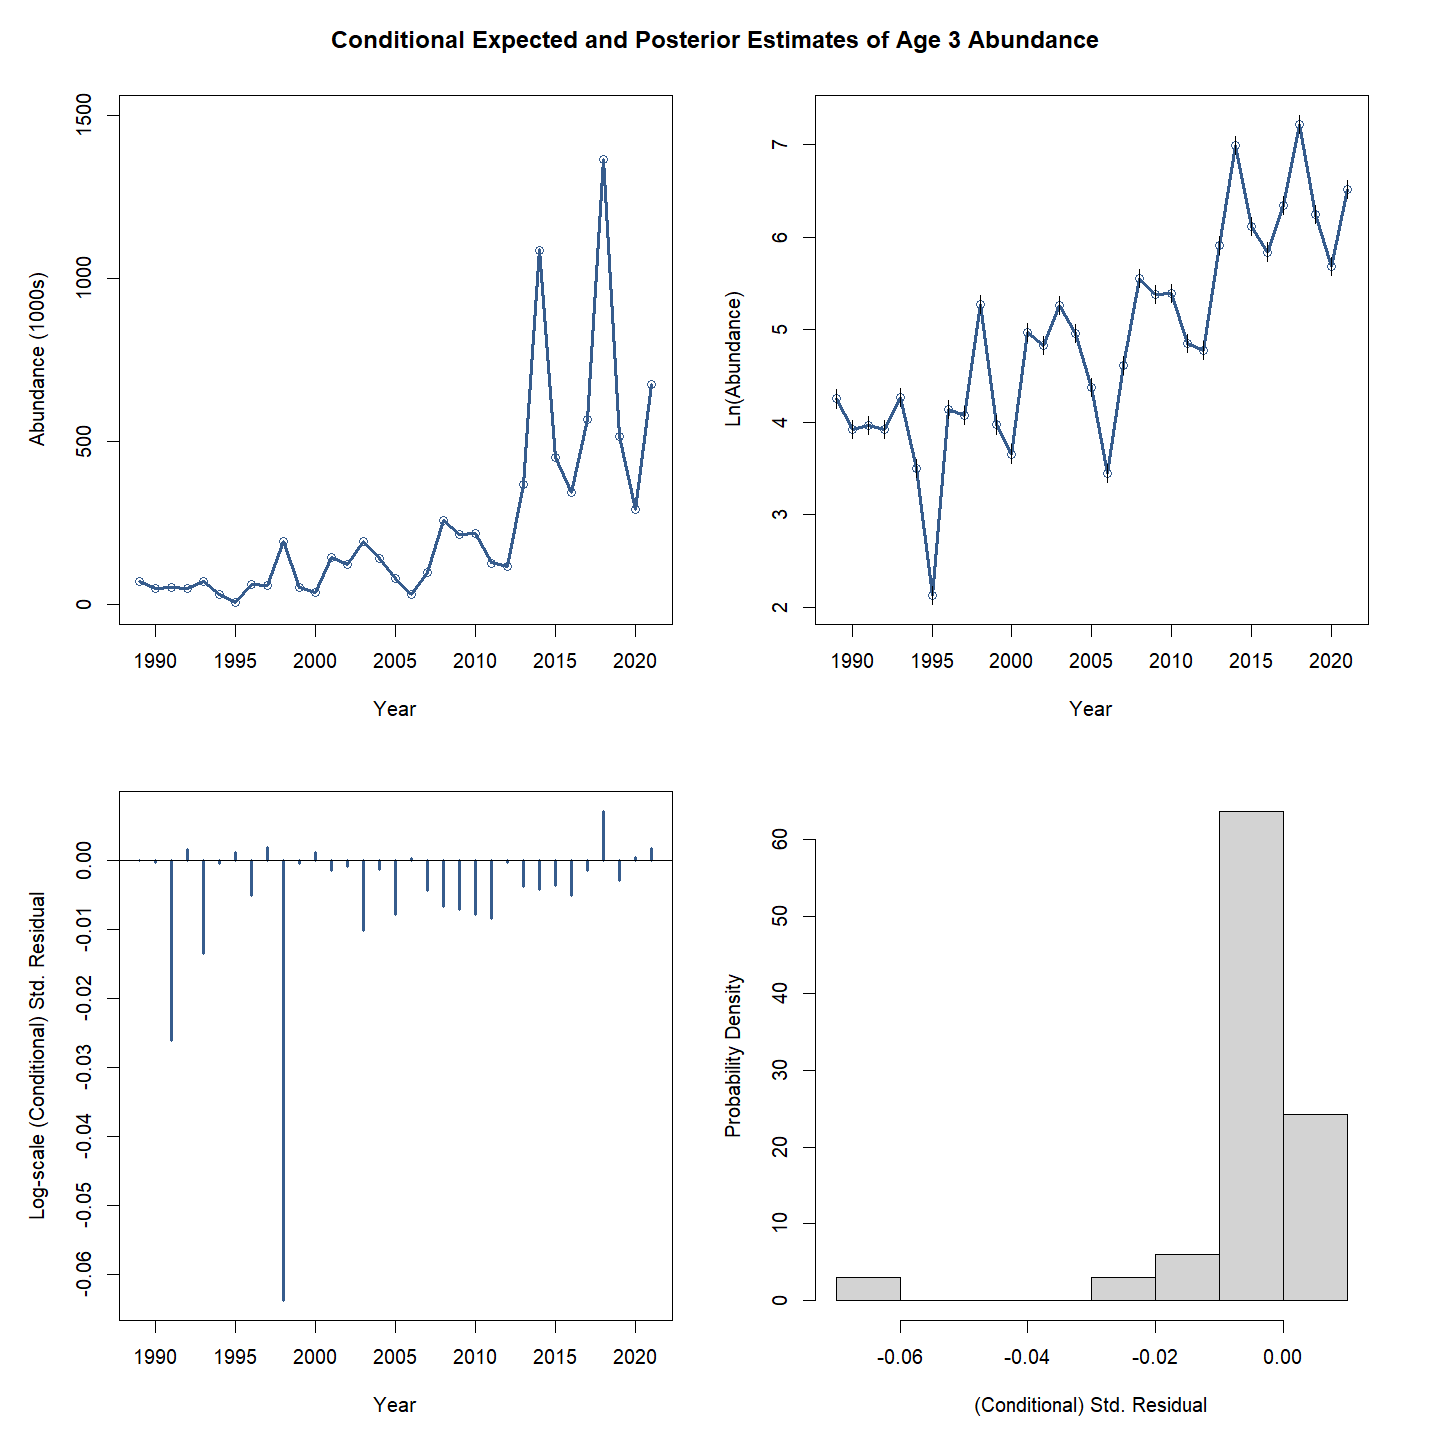 Conditional Expected and Posterior Estimates of Age 3 Abundance
Abundance (1000s)
1500
1000
500
0
1990 1995 2000 2005 2010 2015 2020
Year
Ln(Abundance)
7
6
5
4
3
2
1990 1995 2000 2005 2010 2015 2020
Year
Log-scale (Conditional) Std. Residual
0.00
-0.01
-0.02
-0.03
-0.04
-0.05
-0.06
1990 1995 2000 2005 2010 2015 2020
Year
Probability Density
60
50
40
30
20
10
0
-0.06 -0.04 -0.02 0.00
(Conditional) Std. Residual